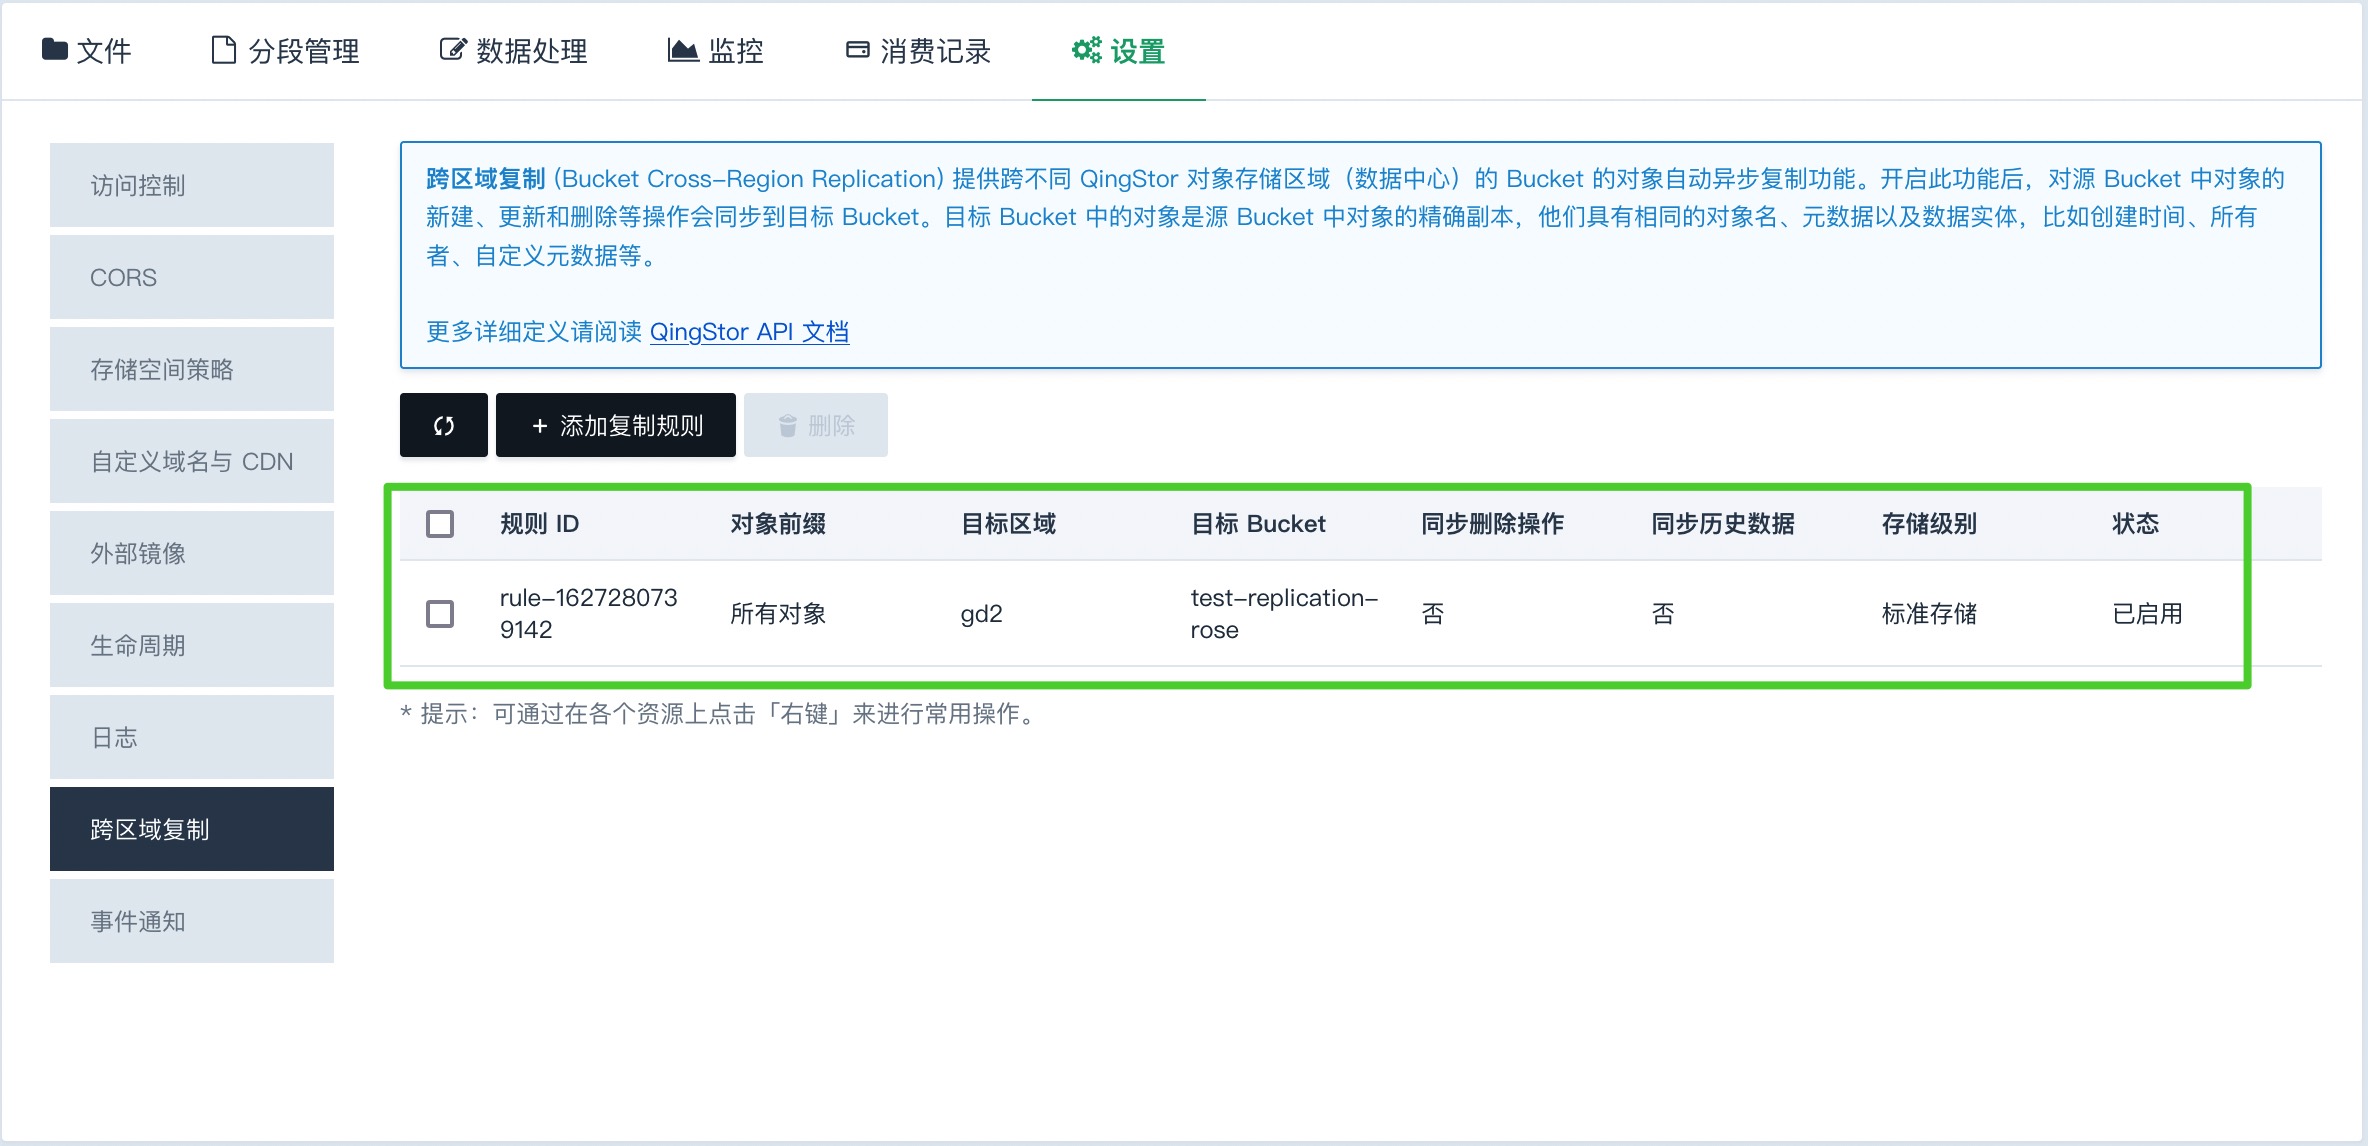 文件 分段管理 数据处理 监控 消费记录 设置
访问控制
CORS
存储空间策略
自定义域名与 CDN
外部镜像
生命周期
日志
跨区域复制
事件通知
跨区域复制 (Bucket Cross-Region Replication) 提供跨不同 QingStor 对象存储区域（数据中心）的 Bucket 的对象自动异步复制功能。开启此功能后，对源 Bucket 中对象的
新建、更新和删除等操作会同步到目标 Bucket。目标 Bucket 中的对象是源 Bucket 中对象的精确副本，他们具有相同的对象名、元数据以及数据实体，比如创建时间、所有
者、自定义元数据等。
更多详细定义请阅读 QingStor API 文档
+ 添加复制规则 删除
规则 ID 对象前缀 目标区域 目标 Bucket 同步删除操作 同步历史数据 存储级别 状态
rule-162728073
9142 所有对象 gd2 test-replication-
rose 否 否 标准存储 已启用
* 提示：可通过在各个资源上点击「右键」来进行常用操作。